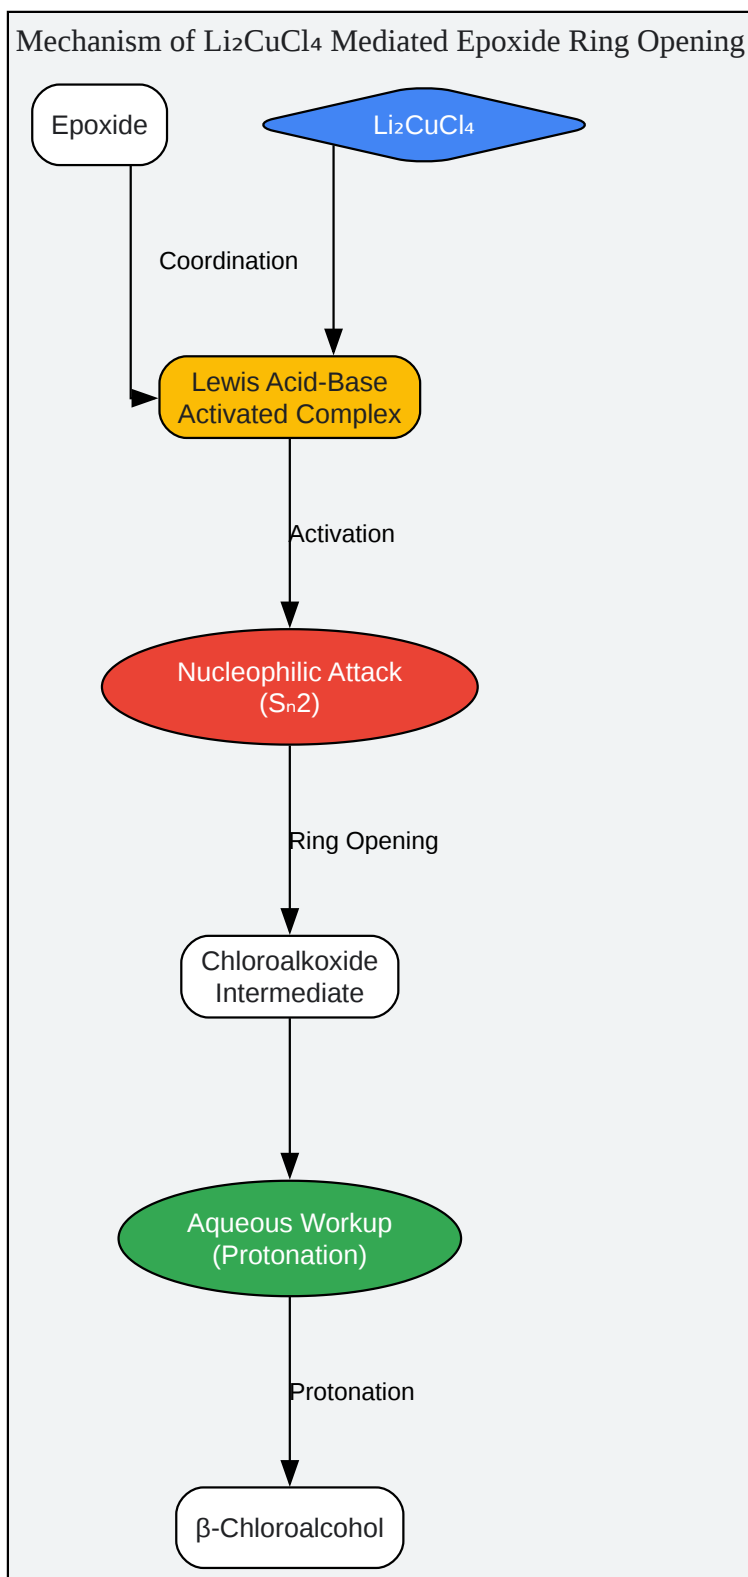 Mechanism of Li₂CuCl₄ Mediated Epoxide Ring Opening
Epoxide
Li₂CuCl₄
Coordination
Lewis Acid-Base
Activated Complex
Activation
Nucleophilic Attack
(Sₙ2)
Ring Opening
Chloroalkoxide
Intermediate
Aqueous Workup
(Protonation)
Protonation
β-Chloroalcohol